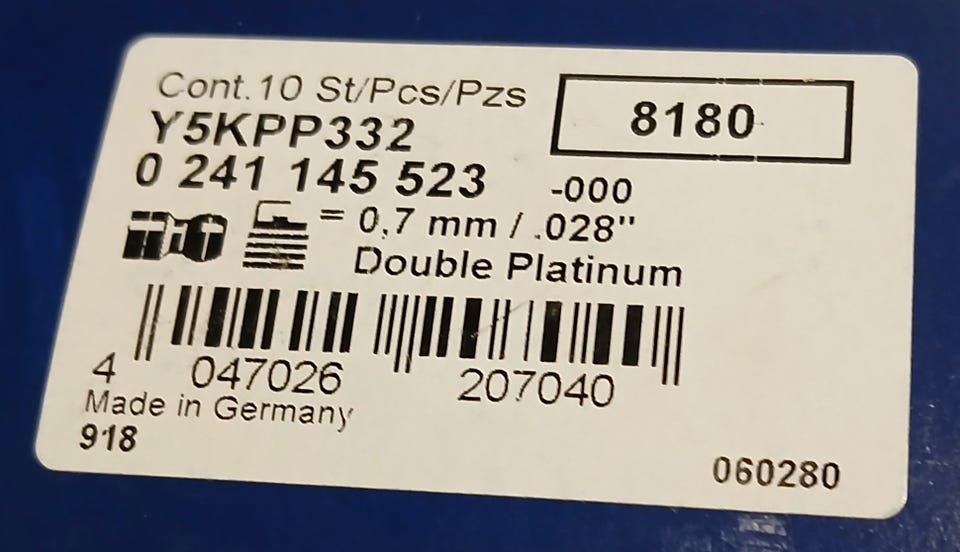 Cont.10 St/Pcs/Pzs
8180
Y5KPP332
0 241 145 523 -000
= 0,7 mm / .028"
Double Platinum
4 047026 207040
Made in Germany
918
060280